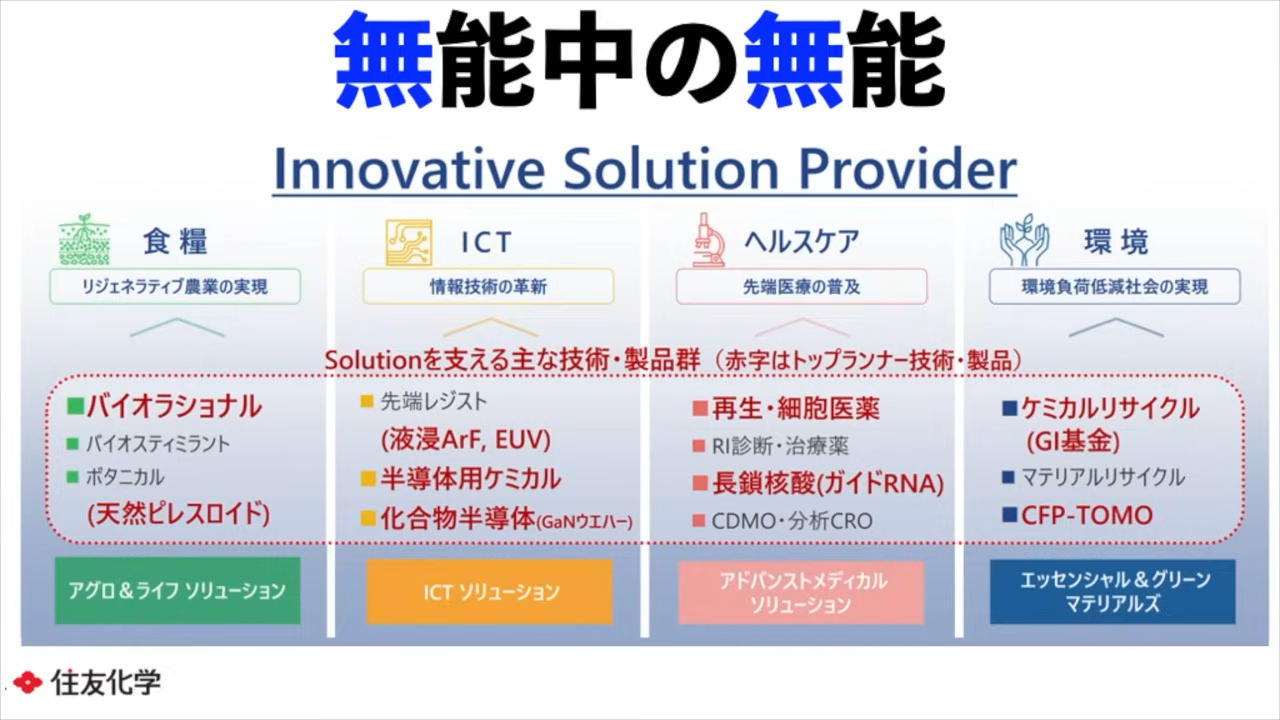 無能中の無能
Innovative Solution Provider
食糧
リジェネラティブ農業の実現
ICT
情報技術の革新
ヘルスケア
先端医療の普及
環境
環境負荷低減社会の実現
Solutionを支える主な技術・製品群（赤字はトップランナー技術・製品）
■バイオラショナル
■バイオスティミラント
■ボタニカル
(天然ピレスロイド)
■先端レジスト
(液浸ArF, EUV)
■半導体用ケミカル
■化合物半導体(GaNウエハー)
■再生・細胞医薬
■RI診断・治療薬
■長鎖核酸(ガイドRNA)
■CDMO・分析CRO
■ケミカルリサイクル
(GI基金)
■マテリアルリサイクル
■CFP-TOMO
アグロ＆ライフ ソリューション
ICT ソリューション
アドバンストメディカル
ソリューション
エッセンシャル＆グリーン
マテリアルズ
住友化学